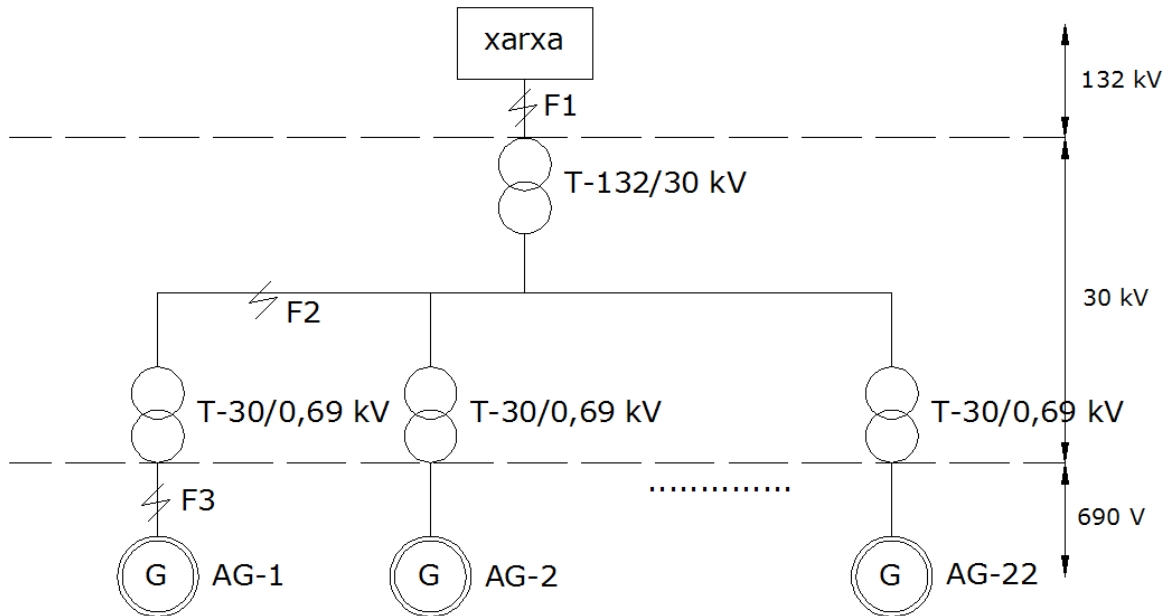 xarxa
132 kV
F1
T-132/30 kV
30 kV
F2
T-30/0,69 kV
T-30/0,69 kV
T-30/0,69 kV
F3
..............
690 V
G
AG-1
G
AG-2
G
AG-22